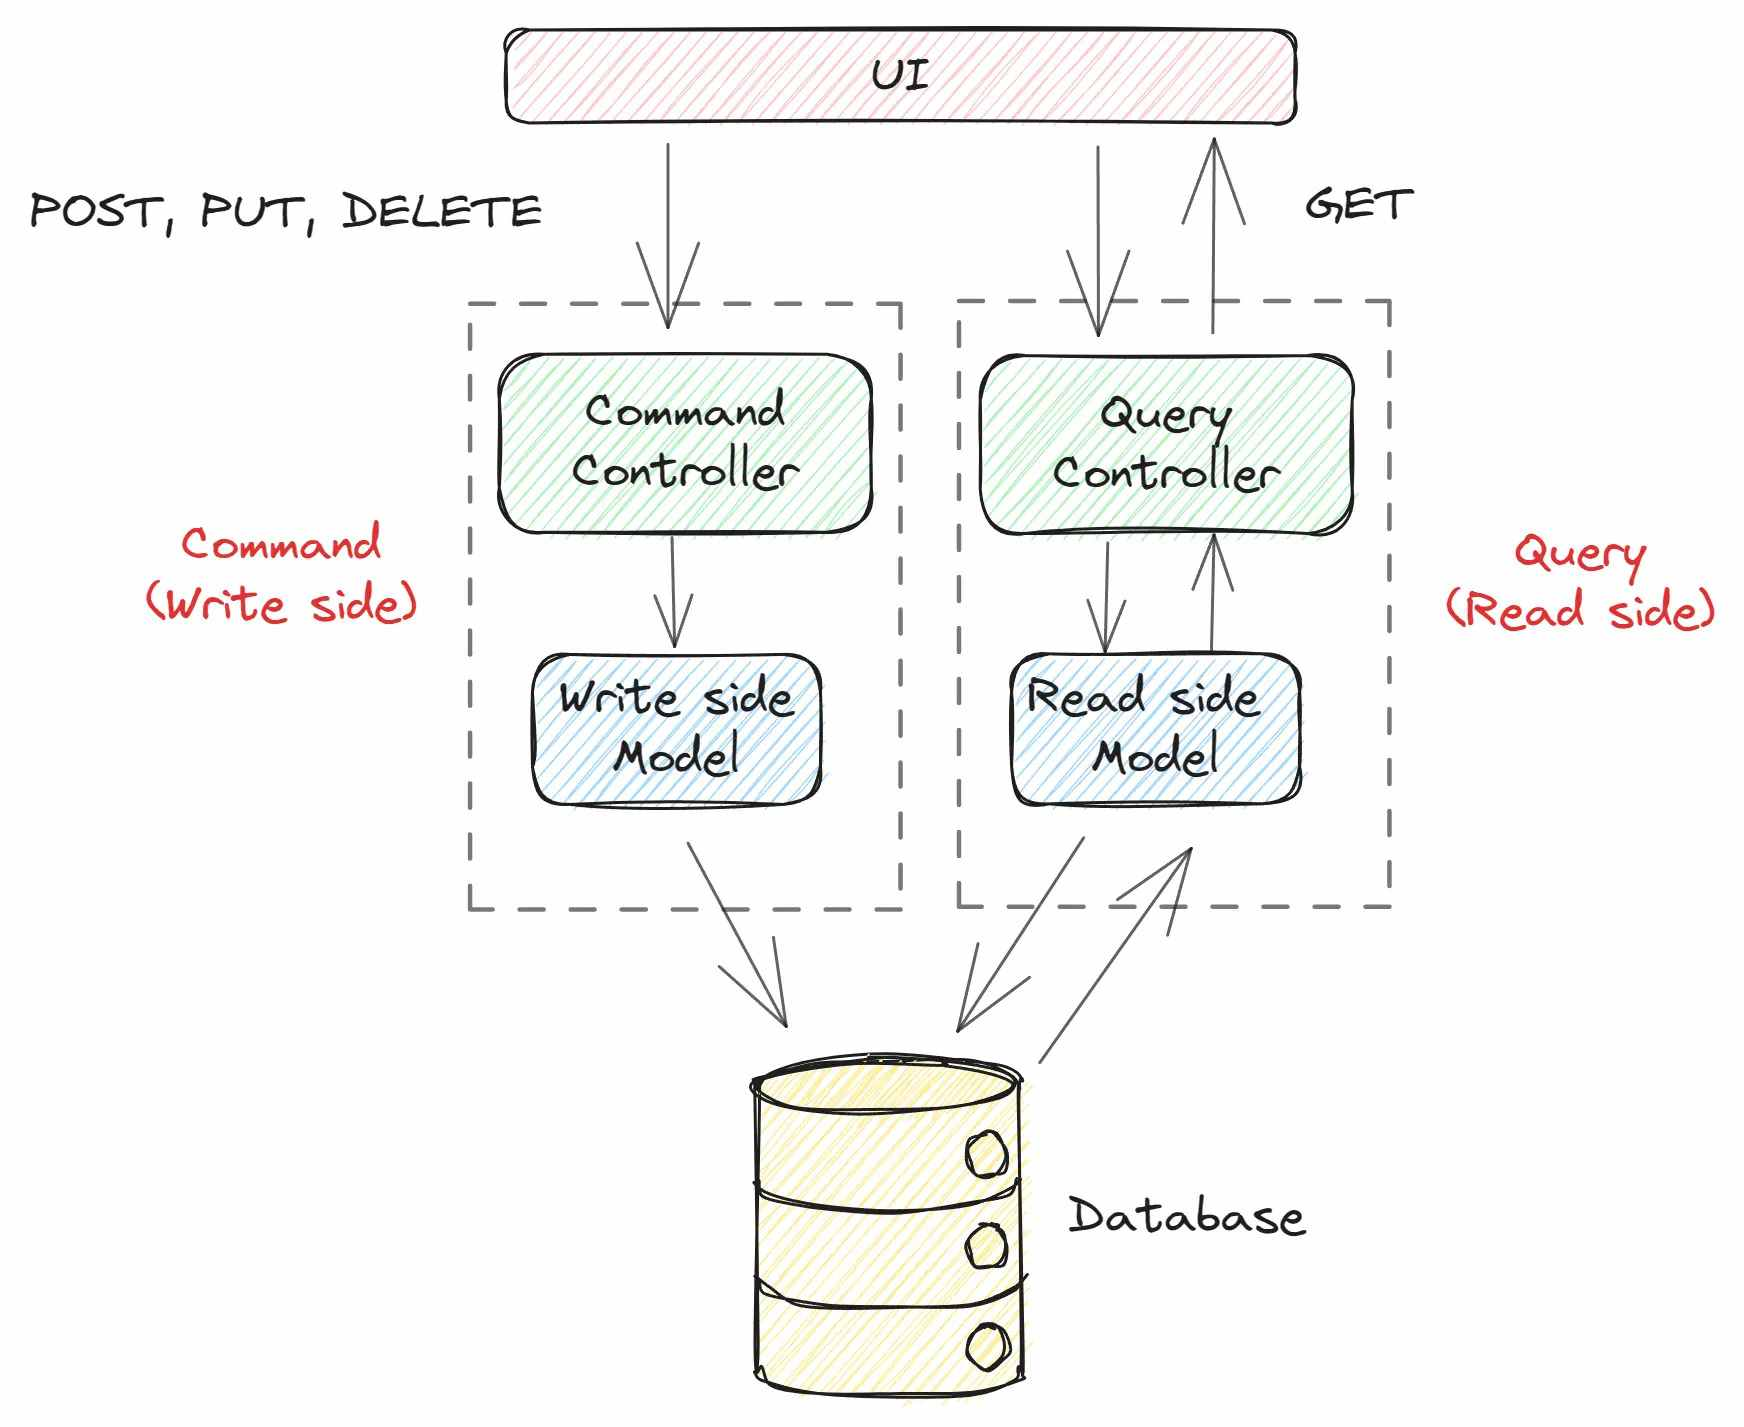 UI
POST, PUT, DELETE
GET
Command
Controller
Query
Controller
Command
(Write side)
Query
(Read side)
Write side
Model
Read side
Model
Database